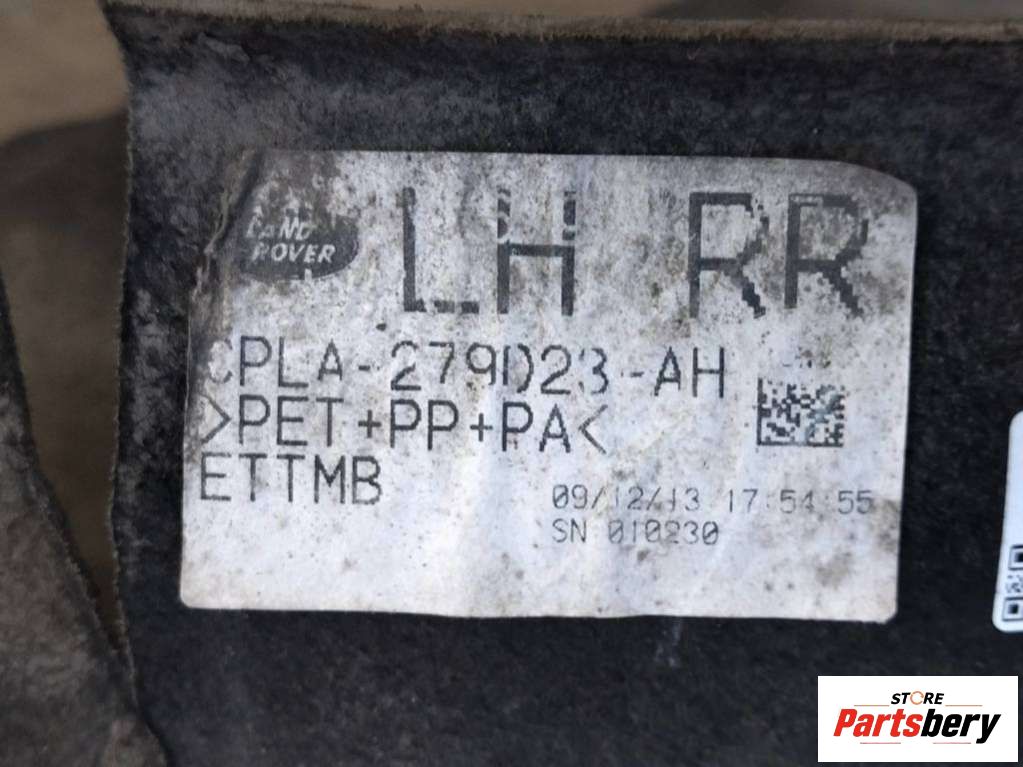 LAND
ROVER
LH RR
CPLA-279D23-AH
>PET+PP+PA<
ETTMB
09/12/13 17:54:55
SN 010230
STORE
Partsbery